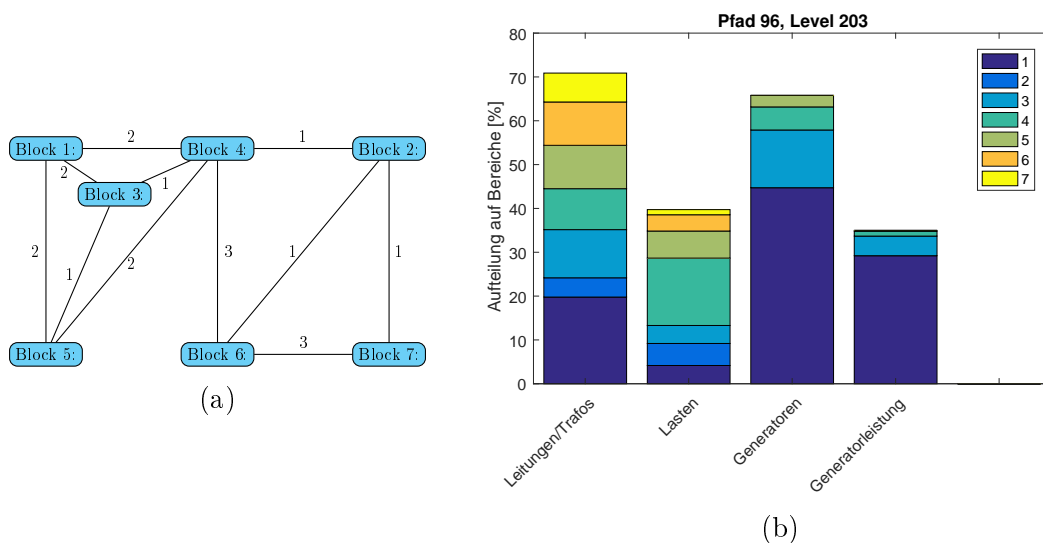 Block 1:
2
Block 4:
1
Block 2:
2
Block 3:
1
2
1
2
3
1
1
Block 5:
Block 6:
3
Block 7:
(a)
Pfad 96, Level 203
Aufteilung auf Bereiche [%]
80
70
60
50
40
30
20
10
0
1
2
3
4
5
6
7
Leitungen/Trafos
Lasten
Generatoren
Generatorleistung
(b)